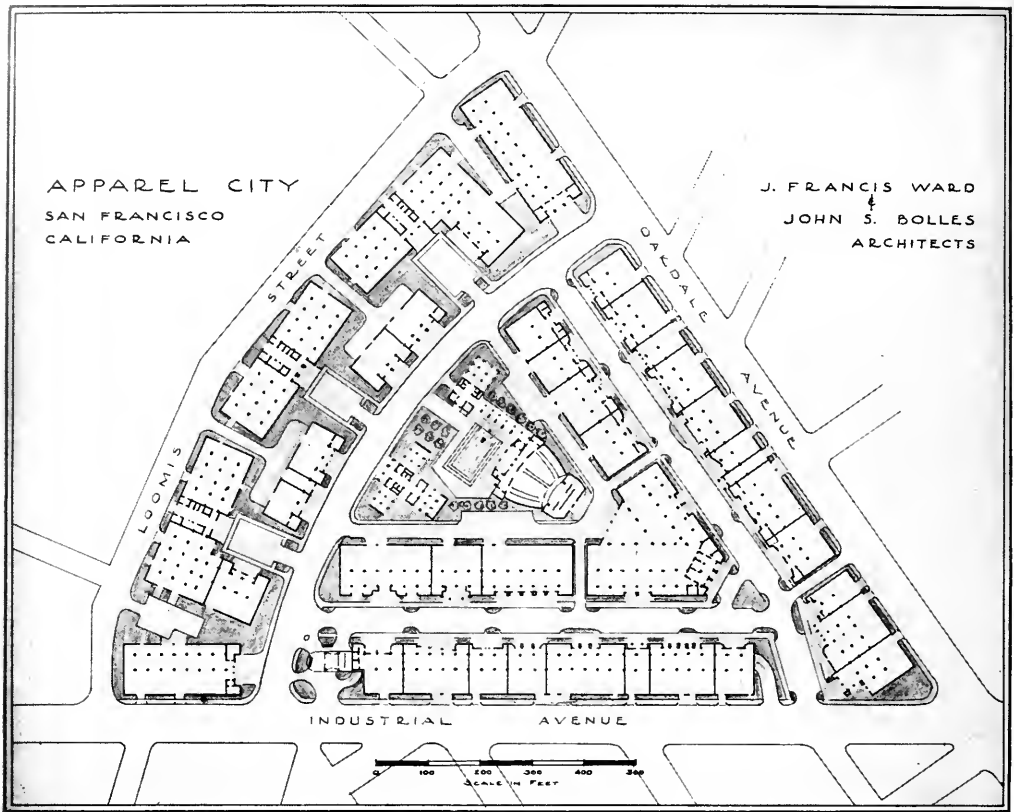 APPAREL CITY
SAN FRANCISCO
CALIFORNIA
J. FRANCIS WARD
&
JOHN S. BOLLES
ARCHITECTS
LOOMIS STREET
OAKDALE AVENUE
INDUSTRIAL AVENUE
0 100 200 300 400 500
SCALE IN FEET